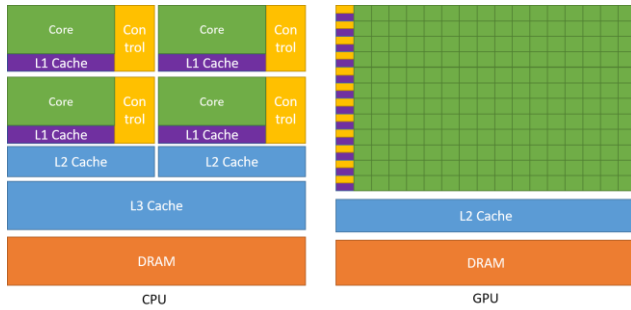 Core
Con
trol
Core
Con
trol
L1 Cache
L1 Cache
Core
Con
trol
Core
Con
trol
L1 Cache
L1 Cache
L2 Cache
L2 Cache
L3 Cache
DRAM
CPU
L2 Cache
DRAM
GPU